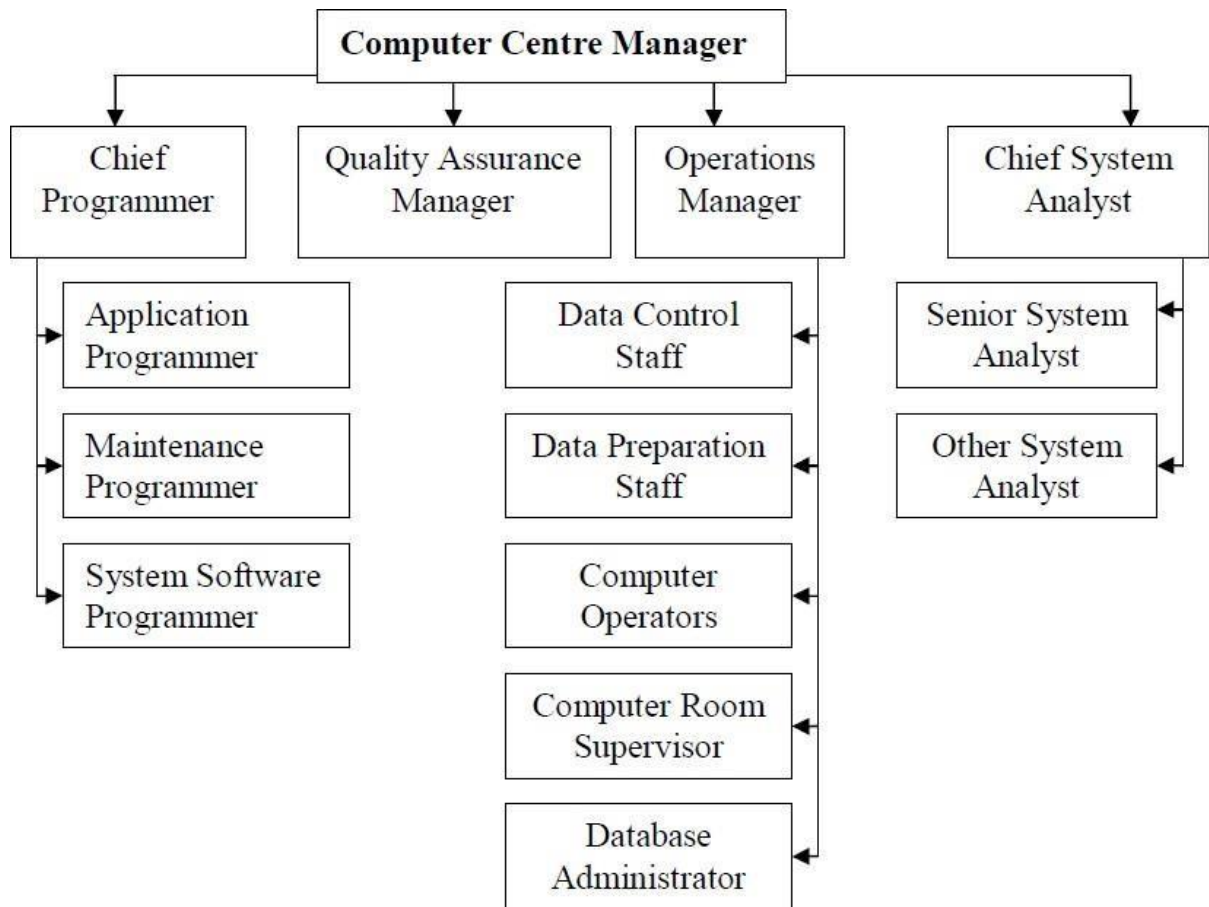 Computer Centre Manager
Chief
Programmer
Quality Assurance
Manager
Operations
Manager
Chief System
Analyst
Application
Programmer
Maintenance
Programmer
System Software
Programmer
Data Control
Staff
Data Preparation
Staff
Computer
Operators
Computer Room
Supervisor
Database
Administrator
Senior System
Analyst
Other System
Analyst